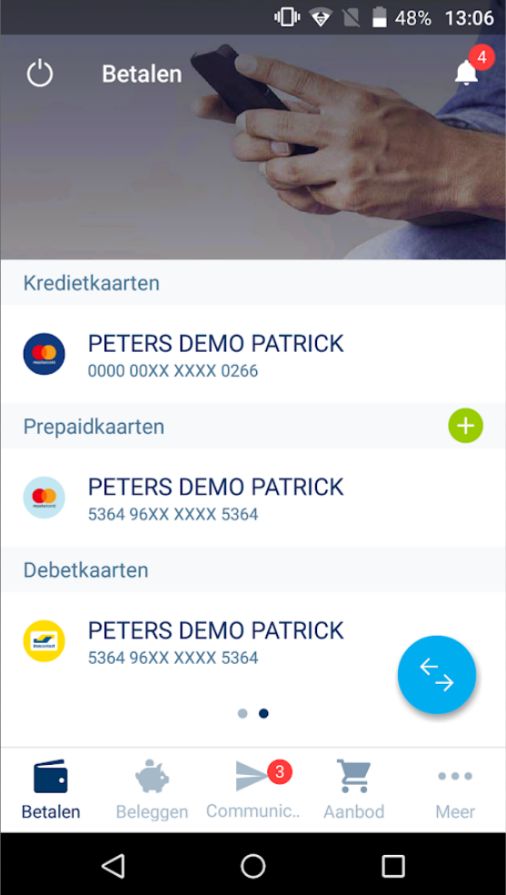 48% 13:06
Betalen
4
Kredietkaarten
PETERS DEMO PATRICK
0000 00XX XXXX 0266
Prepaidkaarten
PETERS DEMO PATRICK
5364 96XX XXXX 5364
Debetkaarten
PETERS DEMO PATRICK
5364 96XX XXXX 5364
3
Betalen Beleggen Communic.. Aanbod Meer